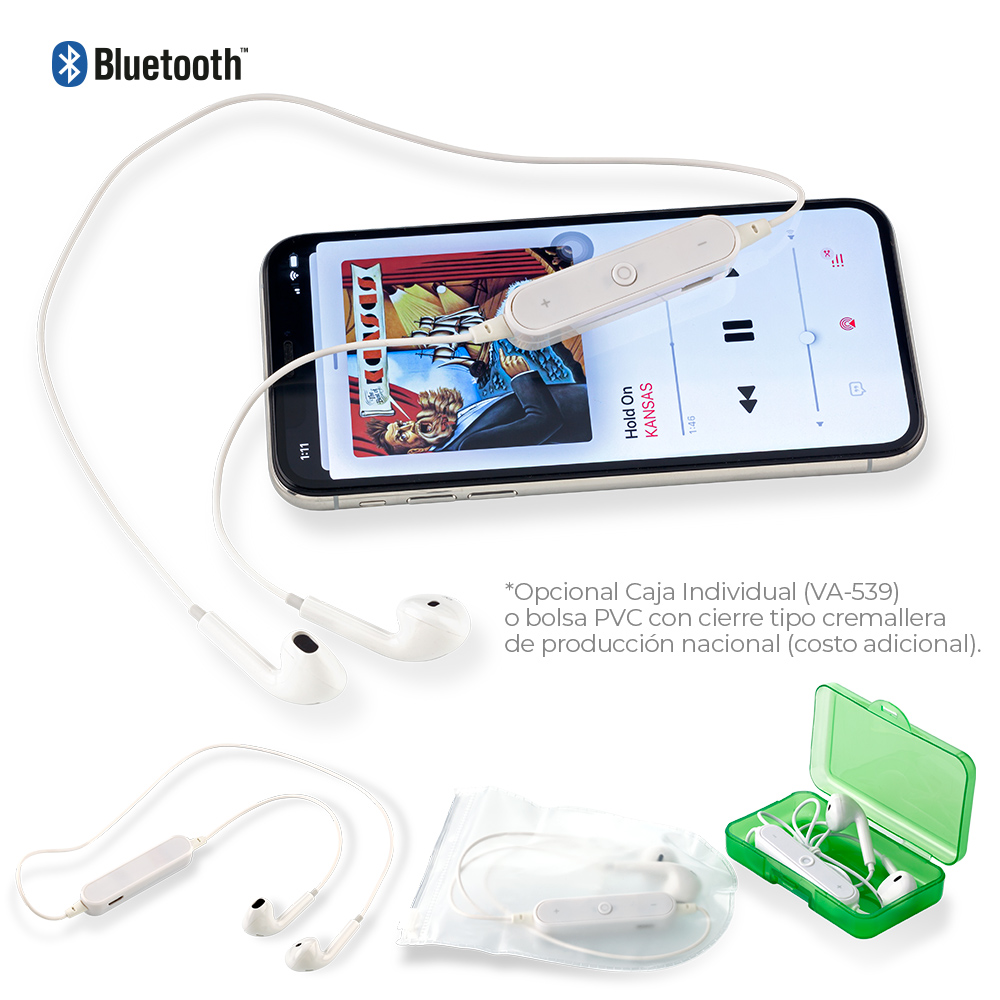 Bluetooth™
1:11
Hold On
KANSAS
1:46
*Opcional Caja Individual (VA-539)
o bolsa PVC con cierre tipo cremallera
de producción nacional (costo adicional).